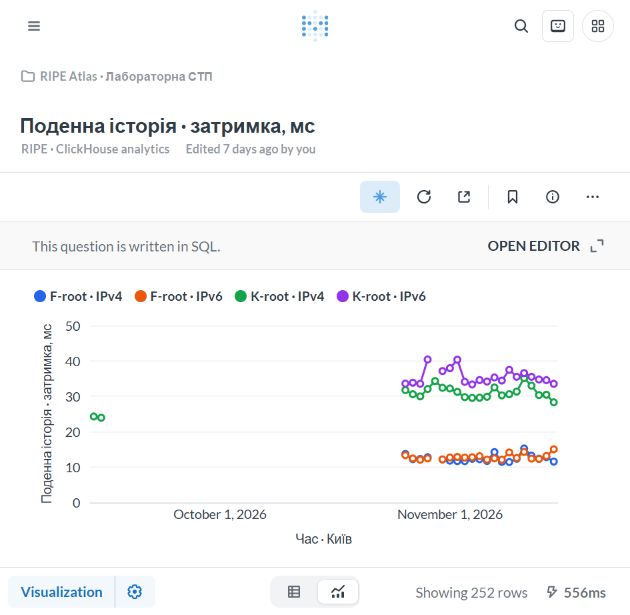 RIPE Atlas · Лабораторна СТП
Поденна історія · затримка, мс
RIPE · ClickHouse analytics Edited 7 days ago by you
This question is written in SQL.
OPEN EDITOR
F-root · IPv4 F-root · IPv6 K-root · IPv4 K-root · IPv6
Поденна історія - затримка, мс
50
40
30
20
10
0
October 1, 2026 November 1, 2026
Час · Київ
Visualization
Showing 252 rows
556ms